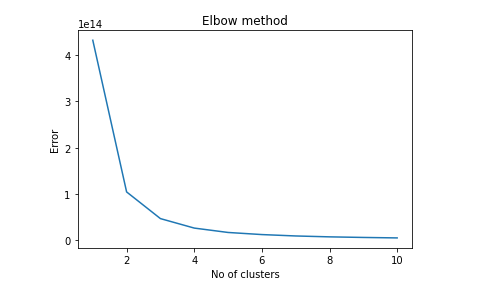 Elbow method
1e14
4
3
2
1
0
Error
2 4 6 8 10
No of clusters